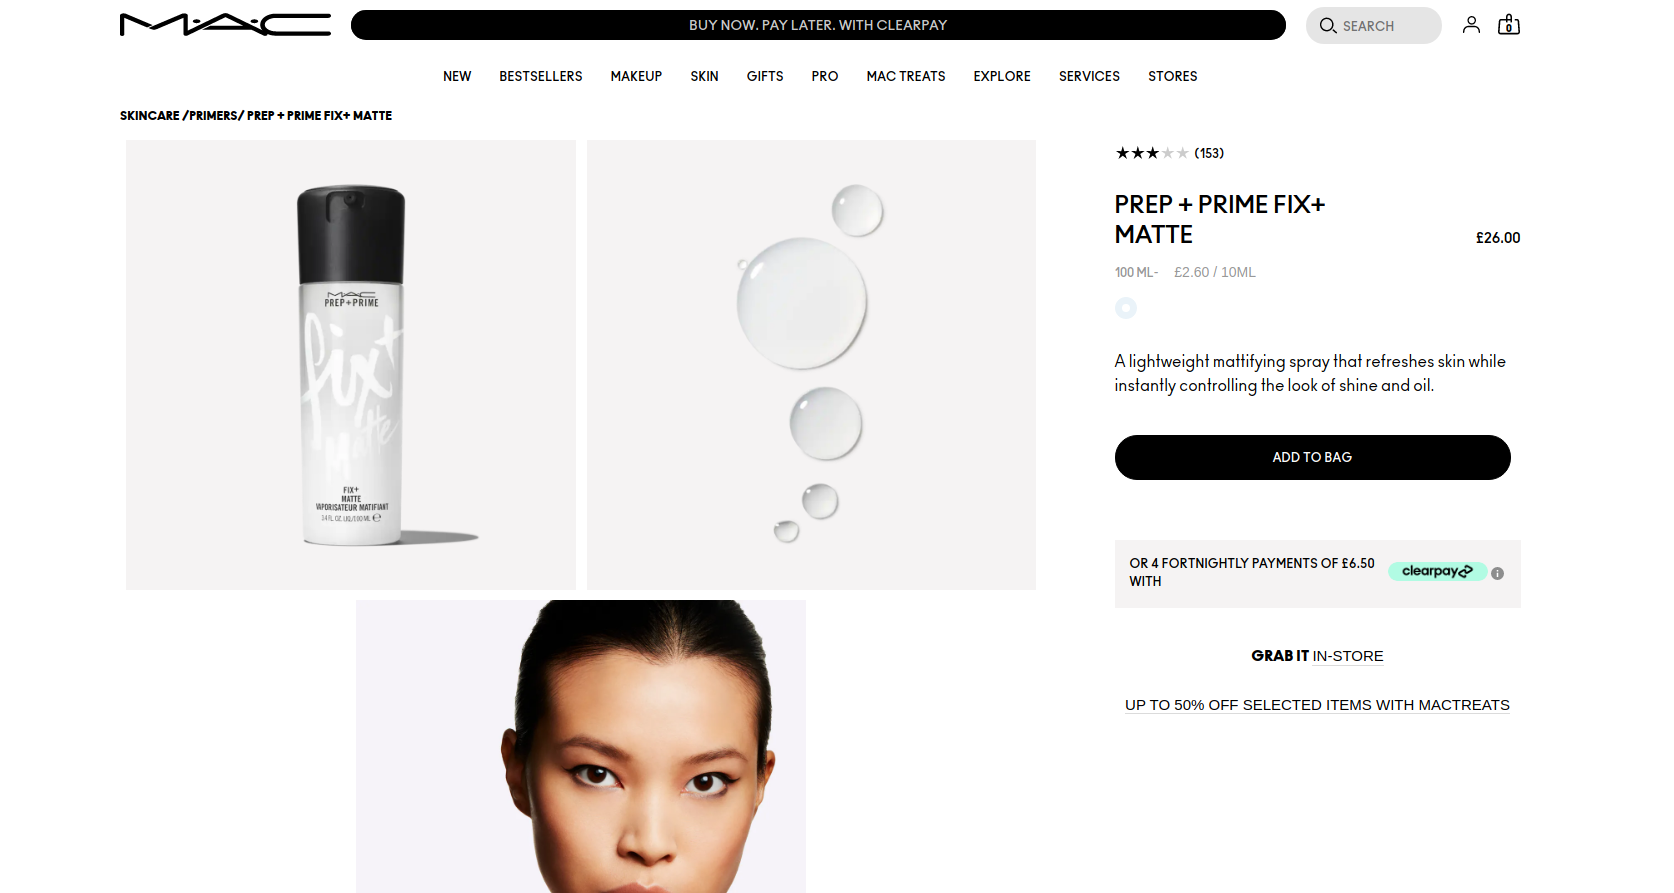 MAC
BUY NOW. PAY LATER. WITH CLEARPAY
SEARCH
0
NEW BESTSELLERS MAKEUP SKIN GIFTS PRO MAC TREATS EXPLORE SERVICES STORES
SKINCARE /PRIMERS/ PREP + PRIME FIX+ MATTE
MAC
PREP+PRIME
fix+
Matte
FIX+
MATTE
VAPORISATEUR MATIFIANT
3.4 FL. OZ. LIQ./100 ML ℮
(153)
PREP + PRIME FIX+
MATTE
£26.00
100 ML- £2.60 / 10ML
A lightweight mattifying spray that refreshes skin while
instantly controlling the look of shine and oil.
ADD TO BAG
OR 4 FORTNIGHTLY PAYMENTS OF £6.50
WITH
clearpay
i
GRAB IT IN-STORE
UP TO 50% OFF SELECTED ITEMS WITH MACTREATS